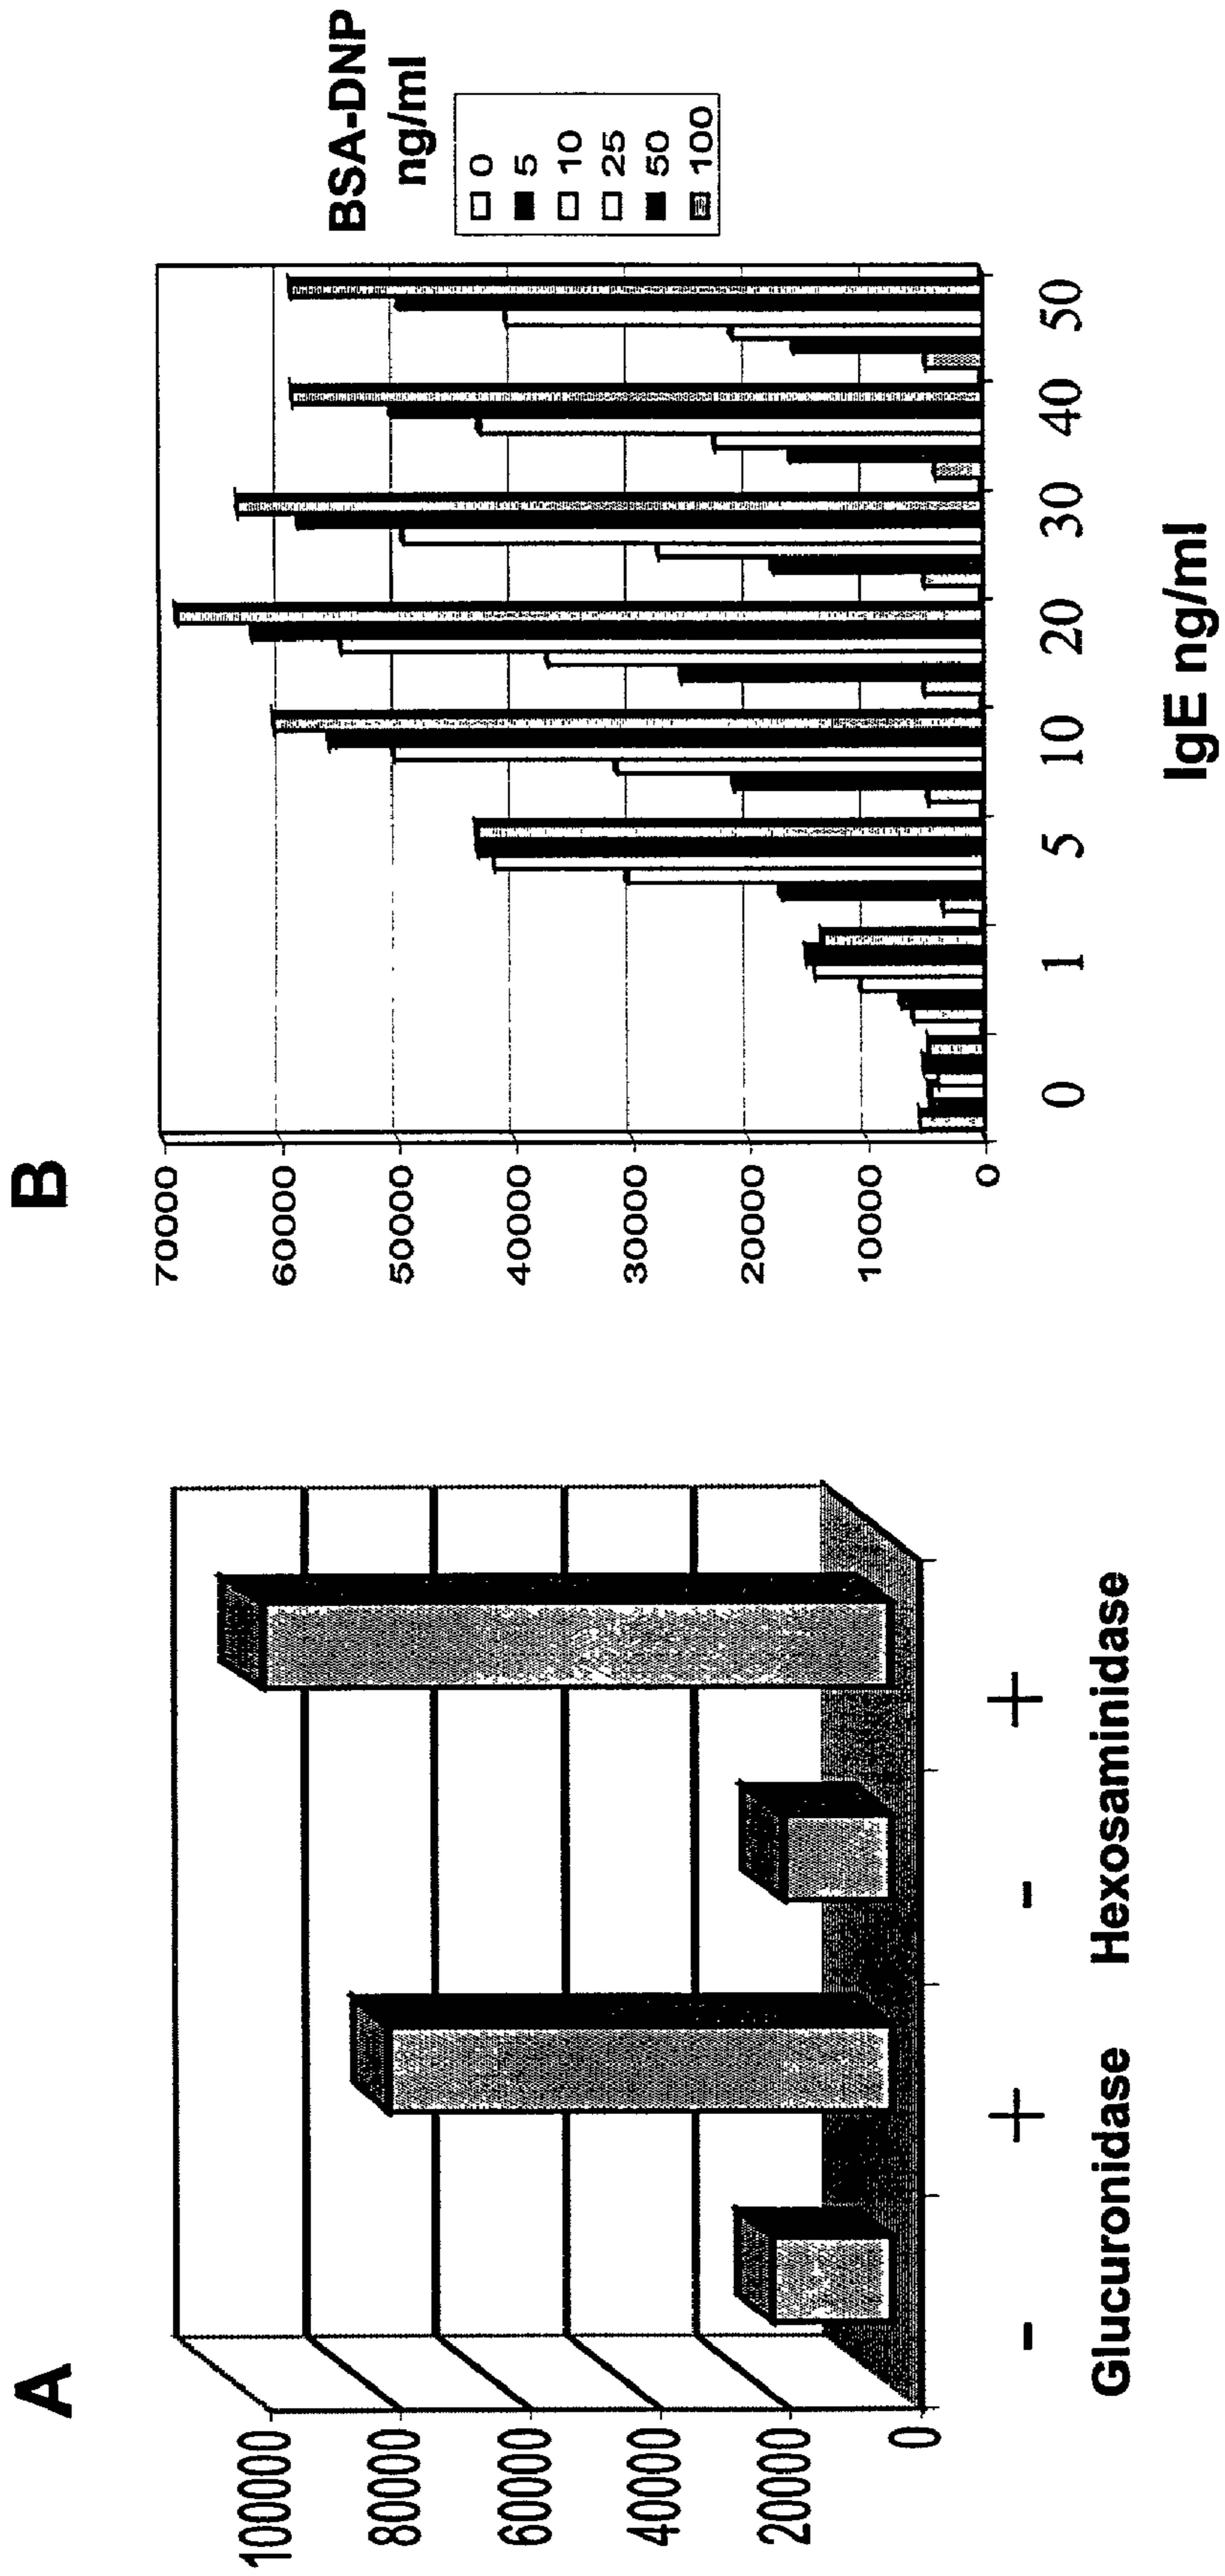 A
100000
80000
60000
40000
20000
0
- + - +
Glucuronidase Hexosaminidase
B
70000
60000
50000
40000
30000
20000
10000
0
0 1 5 10 20 30 40 50
IgE ng/ml
BSA-DNP
ng/ml
0
5
10
25
50
100